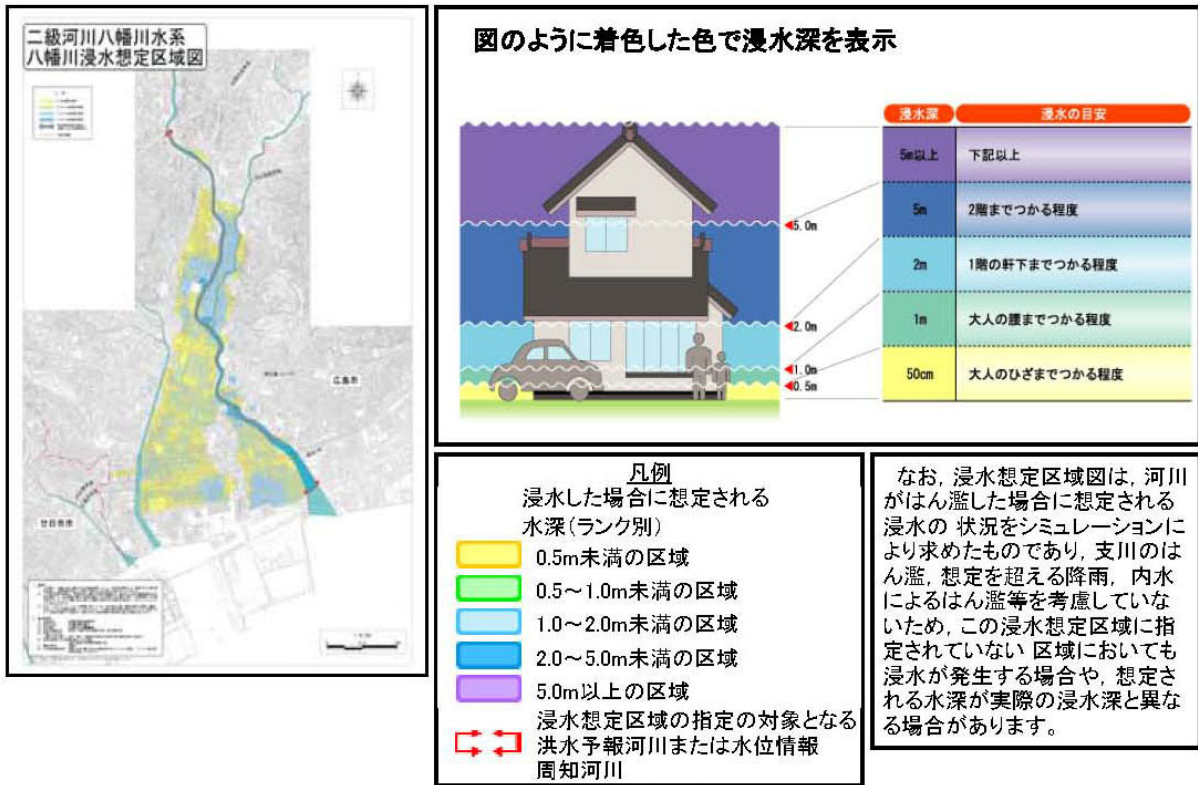 二級河川八幡川水系
八幡川浸水想定区域図
広島市
廿日市市
図のように着色した色で浸水深を表示
浸水深
浸水の目安
5m以上
下記以上
5m
2階までつかる程度
2m
1階の軒下までつかる程度
1m
大人の腰までつかる程度
50cm
大人のひざまでつかる程度
5.0m
2.0m
1.0m
0.5m
凡例
浸水した場合に想定される
水深(ランク別)
0.5m未満の区域
0.5～1.0m未満の区域
1.0～2.0m未満の区域
2.0～5.0m未満の区域
5.0m以上の区域
浸水想定区域の指定の対象となる
洪水予報河川または水位情報
周知河川
なお，浸水想定区域図は，河川
がはん濫した場合に想定される
浸水の 状況をシミュレーションに
より求めたものであり，支川のは
ん濫，想定を超える降雨，内水
によるはん濫等を考慮していな
いため，この浸水想定区域に指
定されていない 区域においても
浸水が発生する場合や，想定さ
れる水深が実際の浸水深と異な
る場合があります。